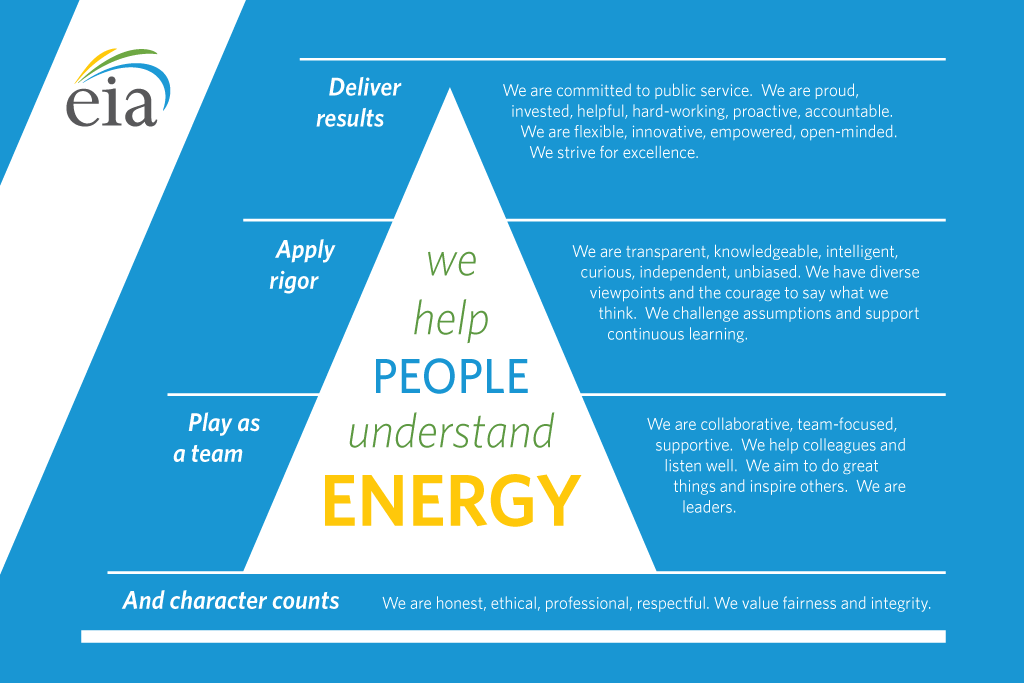 eia
Deliver
results
We are committed to public service.  We are proud,
invested, helpful, hard-working, proactive, accountable.
We are flexible, innovative, empowered, open-minded.
We strive for excellence.
Apply
rigor
We are transparent, knowledgeable, intelligent,
curious, independent, unbiased. We have diverse
viewpoints and the courage to say what we
think.  We challenge assumptions and support
continuous learning.
Play as
a team
We are collaborative, team-focused,
supportive.  We help colleagues and
listen well.  We aim to do great
things and inspire others.  We are
leaders.
we
help
PEOPLE
understand
ENERGY
And character counts
We are honest, ethical, professional, respectful. We value fairness and integrity.